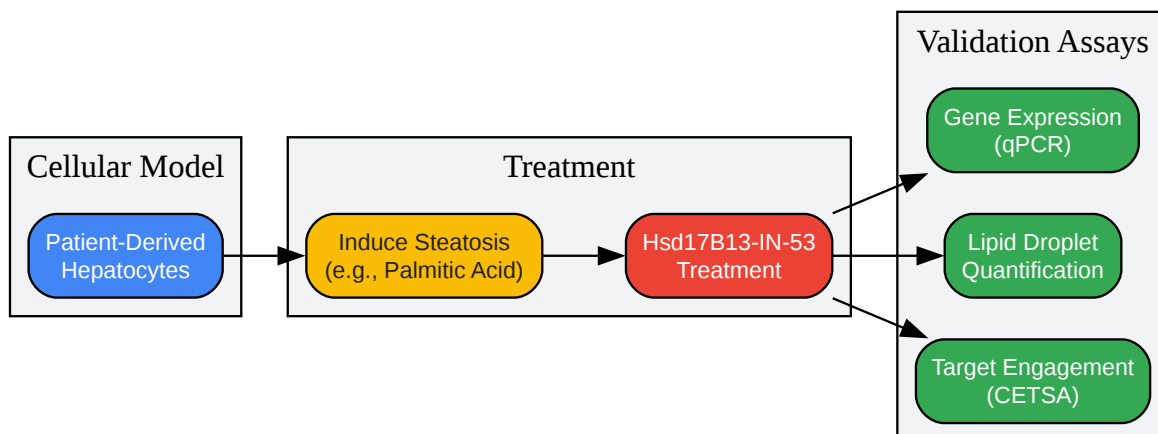 Cellular Model
Patient-Derived
Hepatocytes
Treatment
Induce Steatosis
(e.g., Palmitic Acid)
Hsd17B13-IN-53
Treatment
Validation Assays
Gene Expression
(qPCR)
Lipid Droplet
Quantification
Target Engagement
(CETSA)